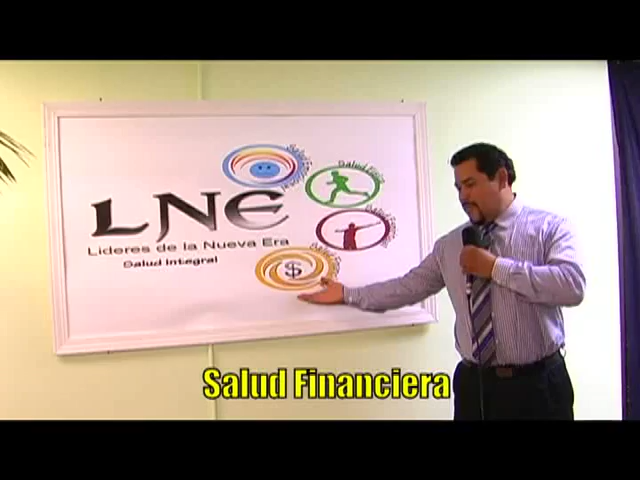 Salud Física
LNE
Lideres de la Nueva Era
Salud Integral
$
Salud Financiera